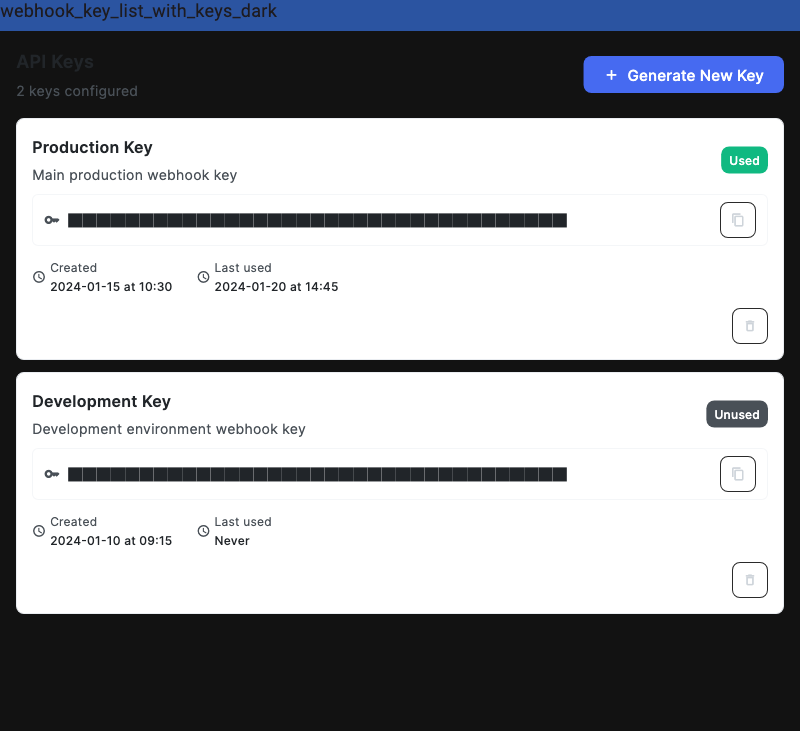 webhook_key_list_with_keys_dark
API Keys
2 keys configured
+ Generate New Key
Production Key
Main production webhook key
Used
Created
2024-01-15 at 10:30
Last used
2024-01-20 at 14:45
Development Key
Development environment webhook key
Unused
Created
2024-01-10 at 09:15
Last used
Never